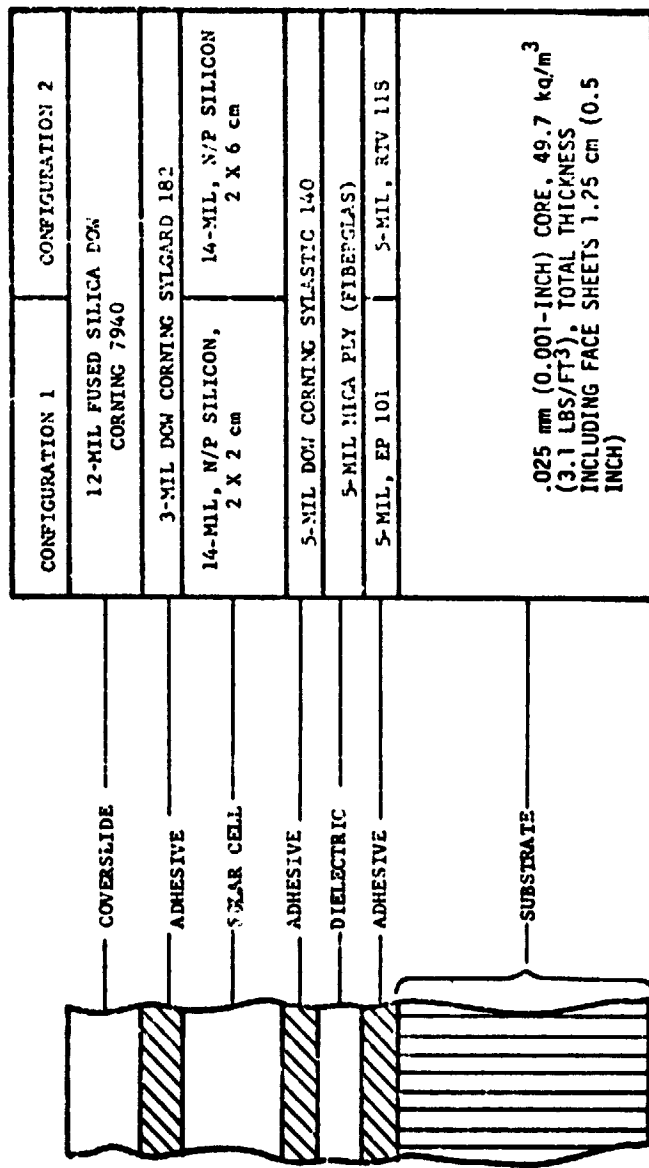 CONFIGURATION 1
CONFIGURATION 2
12-MIL FUSED SILICA DOW
CORNING 7940
3-MIL DOW CORNING SYLGARD 182
14-MIL, N/P SILICON,
2 X 2 cm
14-MIL, N/P SILICON
2 X 6 cm
5-MIL DOW CORNING SYLASTIC 140
5-MIL MICA PLY (FIBERGLAS)
5-MIL, EP 101
5-MIL, RTV 118
.025 mm (0.001-INCH) CORE, 49.7 kg/m³
(3.1 LBS/FT³), TOTAL THICKNESS
INCLUDING FACE SHEETS 1.25 cm (0.5
INCH)
COVERSLIDE
ADHESIVE
SOLAR CELL
ADHESIVE
DIELECTRIC
ADHESIVE
SUBSTRATE